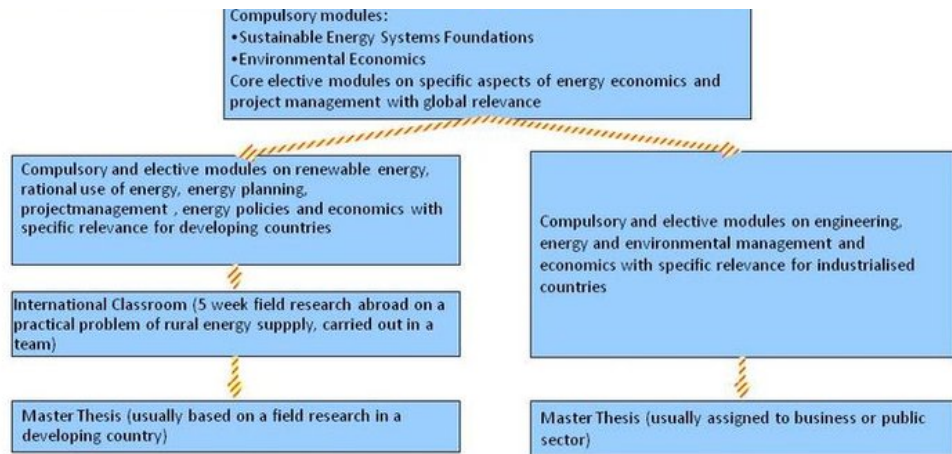 Compulsory modules:
•Sustainable Energy Systems Foundations
•Environmental Economics
Core elective modules on specific aspects of energy economics and
project management with global relevance
Compulsory and elective modules on renewable energy,
rational use of energy, energy planning,
projectmanagement , energy policies and economics with
specific relevance for developing countries
International Classroom (5 week field research abroad on a
practical problem of rural energy suppply, carried out in a
team)
Master Thesis (usually based on a field research in a
developing country)
Compulsory and elective modules on engineering,
energy and environmental management and
economics with specific relevance for industrialised
countries
Master Thesis (usually assigned to business or public
sector)